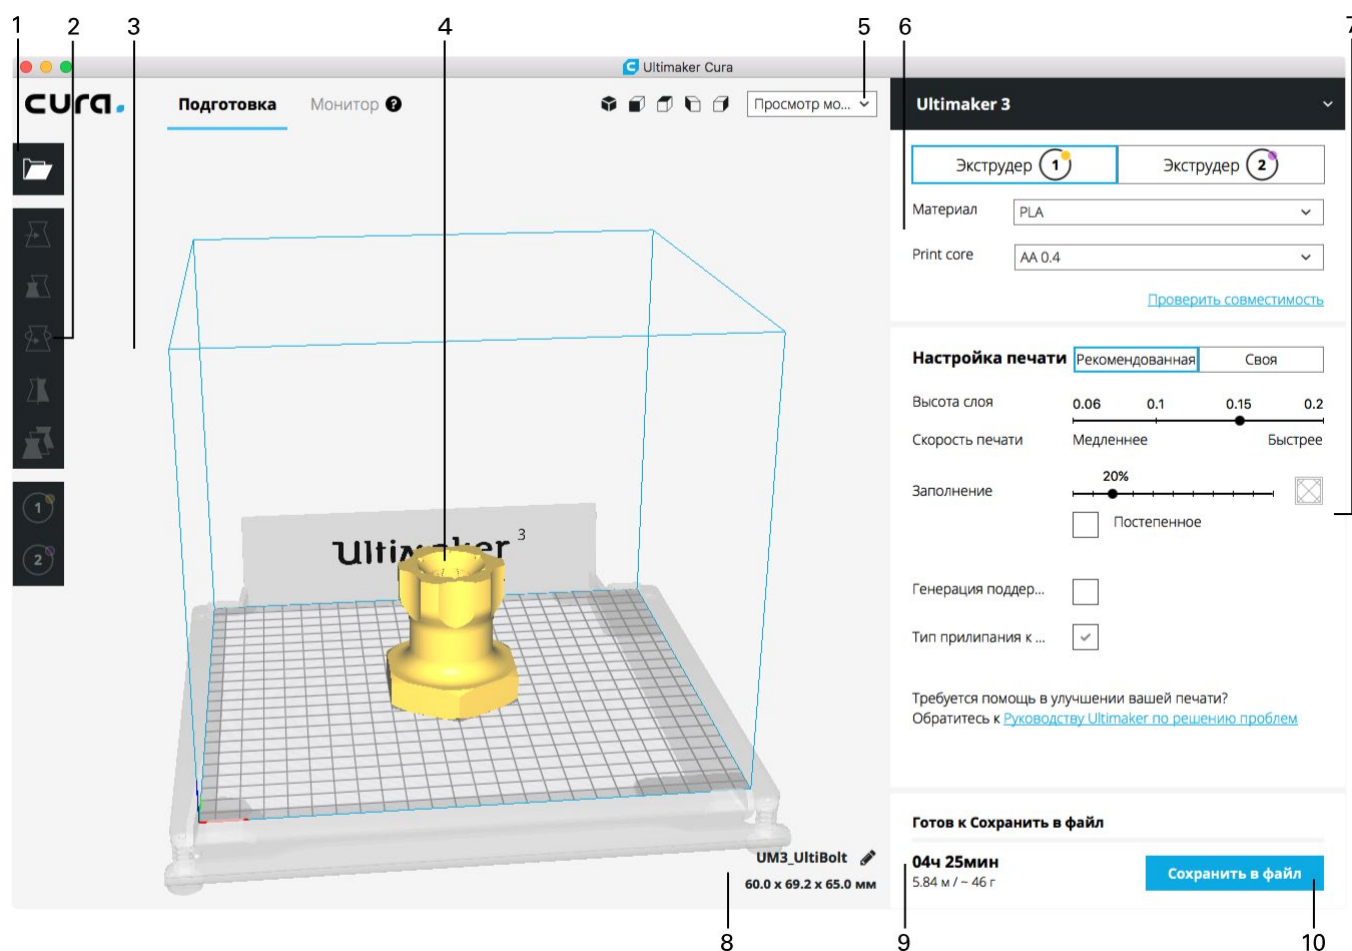 1 2 3 4 5 6 7
Ultimaker Cura
cura.
Подготовка Монитор ?
Просмотр мо...
Ultimaker 3
Экструдер 1 Экструдер 2
Материал PLA
Print core AA 0.4
Проверить совместимость
Настройка печати Рекомендованная Своя
Высота слоя 0.06 0.1 0.15 0.2
Скорость печати Медленнее Быстрее
20%
Заполнение
Постепенное
1
2
Ultimaker 3
Генерация поддер...
Тип прилипания к ...
Требуется помощь в улучшении вашей печати?
Обратитесь к Руководству Ultimaker по решению проблем
Готов к Сохранить в файл
UM3_UltiBolt
60.0 x 69.2 x 65.0 мм
04ч 25мин
5.84 м / ~ 46 г
Сохранить в файл
8 9 10